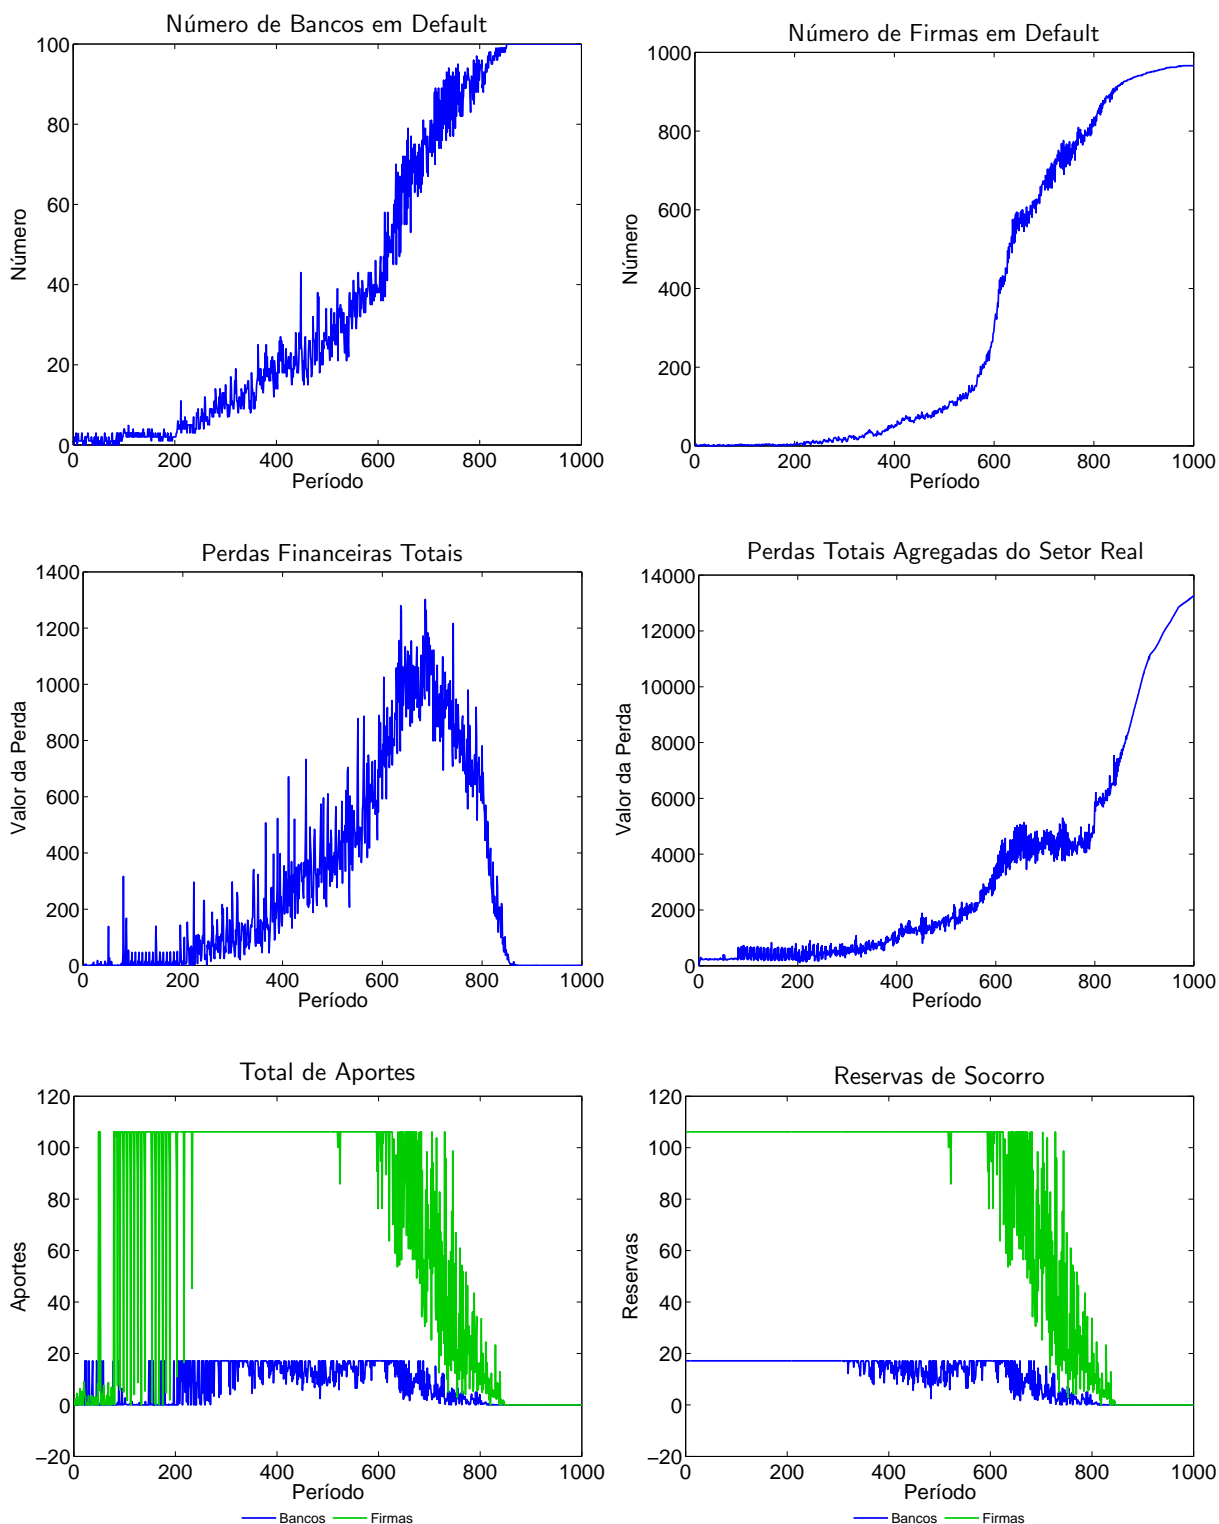 Número de Bancos em Default
100
80
60
40
20
0
Número
0 200 400 600 800 1000
Período
Número de Firmas em Default
1000
800
600
400
200
0
Número
0 200 400 600 800 1000
Período
Perdas Financeiras Totais
1400
1200
1000
800
600
400
200
0
Valor da Perda
0 200 400 600 800 1000
Período
Perdas Totais Agregadas do Setor Real
14000
12000
10000
8000
6000
4000
2000
0
Valor da Perda
0 200 400 600 800 1000
Período
Total de Aportes
120
100
80
60
40
20
0
−20
Aportes
0 200 400 600 800 1000
Período
Bancos Firmas
Reservas de Socorro
120
100
80
60
40
20
0
−20
Reservas
0 200 400 600 800 1000
Período
Bancos Firmas